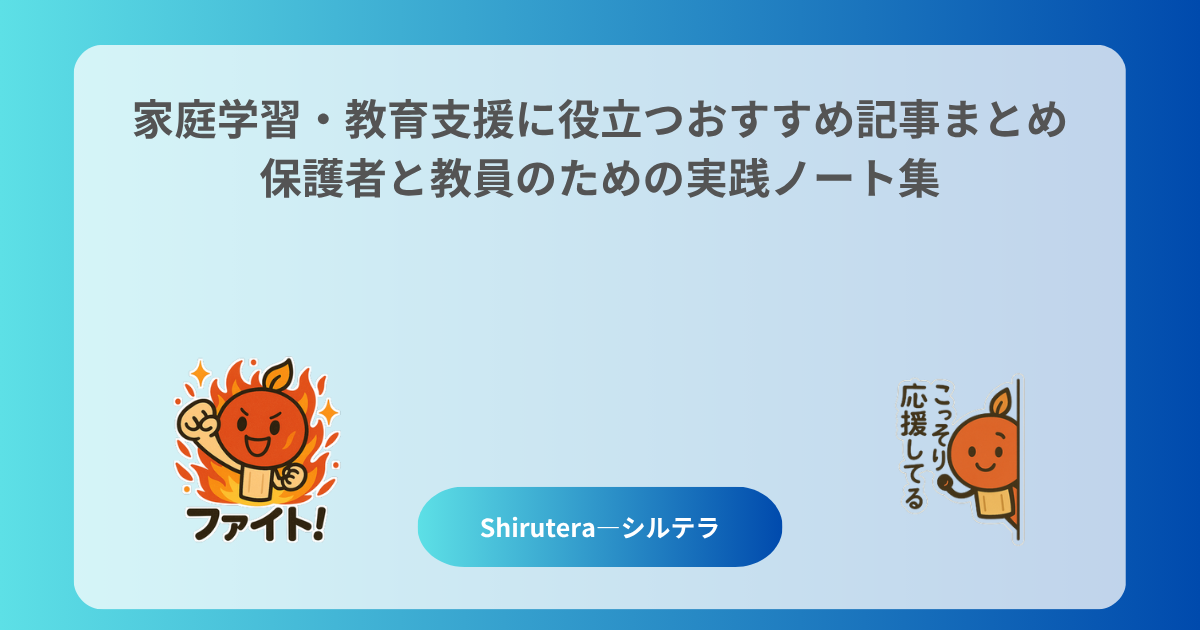 家庭学習・教育支援に役立つおすすめ記事まとめ
保護者と教員のための実践ノート集
ファイト!
こっそり
応援してる
Shirutera―シルテラ